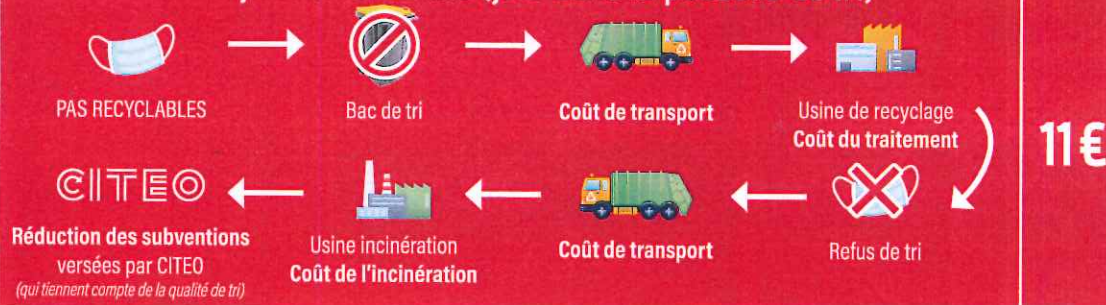 PAS RECYCLABLES
Bac de tri
Coût de transport
Usine de recyclage
Coût du traitement
11€
CITEO
Réduction des subventions
versées par CITEO
(qui tiennent compte de la qualité de tri)
Usine incinération
Coût de l'incinération
Coût de transport
Refus de tri